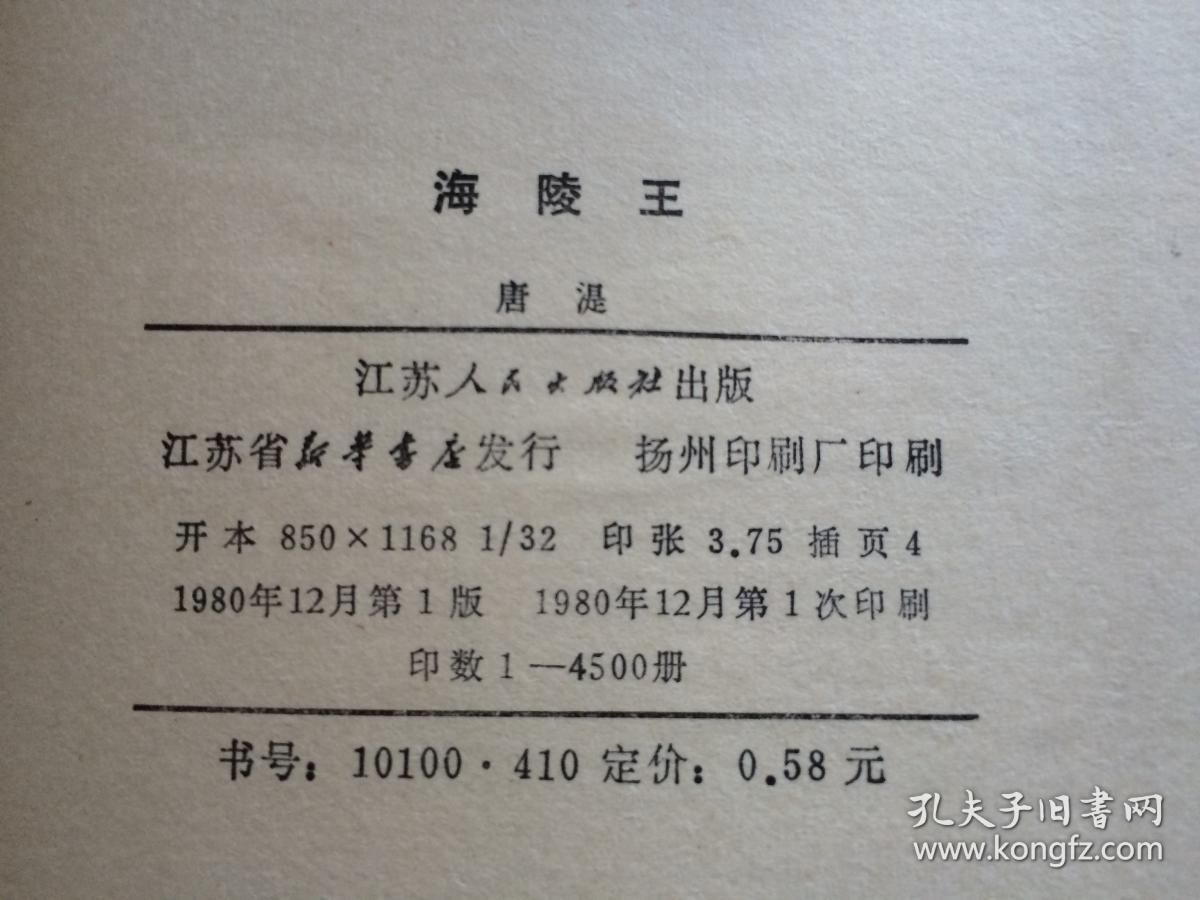 海陵王
唐湜
江苏人民出版社出版
江苏省新华书店发行 扬州印刷厂印刷
开本 850×1168 1/32 印张 3.75 插页 4
1980年12月第1版 1980年12月第1次印刷
印数1—4500册
书号：10100·410 定价：0.58元
孔夫子旧书网
www.kongfz.com